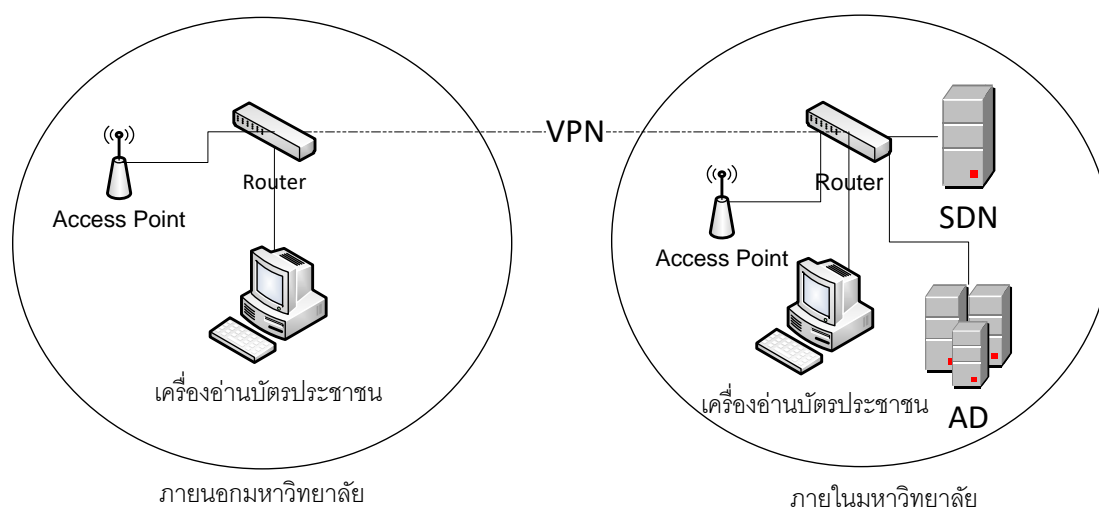 VPN
Router
Access Point
เครื่องอ่านบัตรประชาชน
ภายนอกมหาวิทยาลัย
Router
SDN
Access Point
เครื่องอ่านบัตรประชาชน
AD
ภายในมหาวิทยาลัย